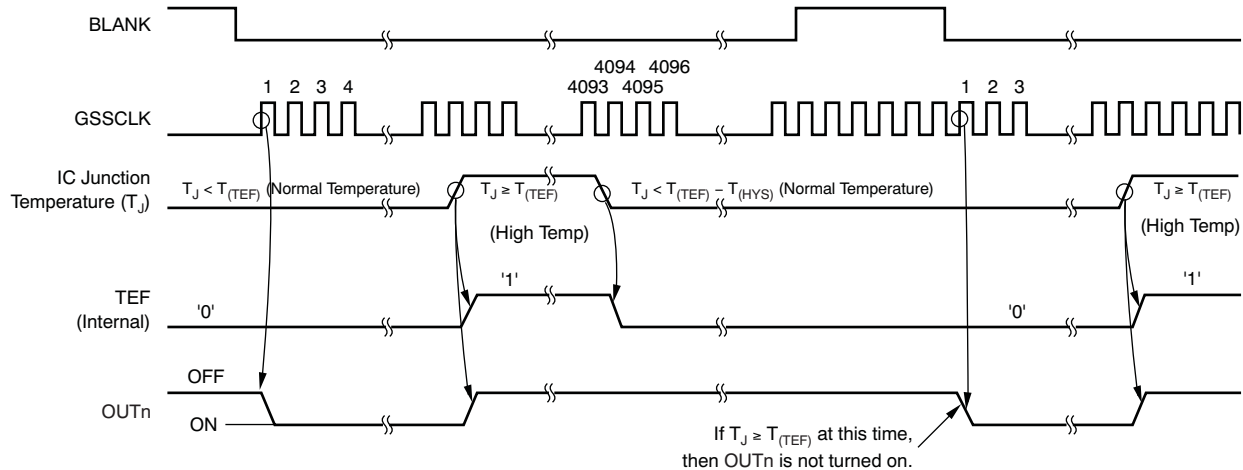 BLANK
4094 4096
1 2 3 4 4093 4095 1 2 3
GSSCLK
IC Junction
Temperature (TJ)
TJ < T(TEF) (Normal Temperature)
TJ ≥ T(TEF)
(High Temp)
TJ < T(TEF) – T(HYS) (Normal Temperature)
TJ ≥ T(TEF)
(High Temp)
TEF
(Internal)
'0' '1' '0' '1'
OFF
OUTn
ON
If TJ ≥ T(TEF) at this time,
then OUTn is not turned on.